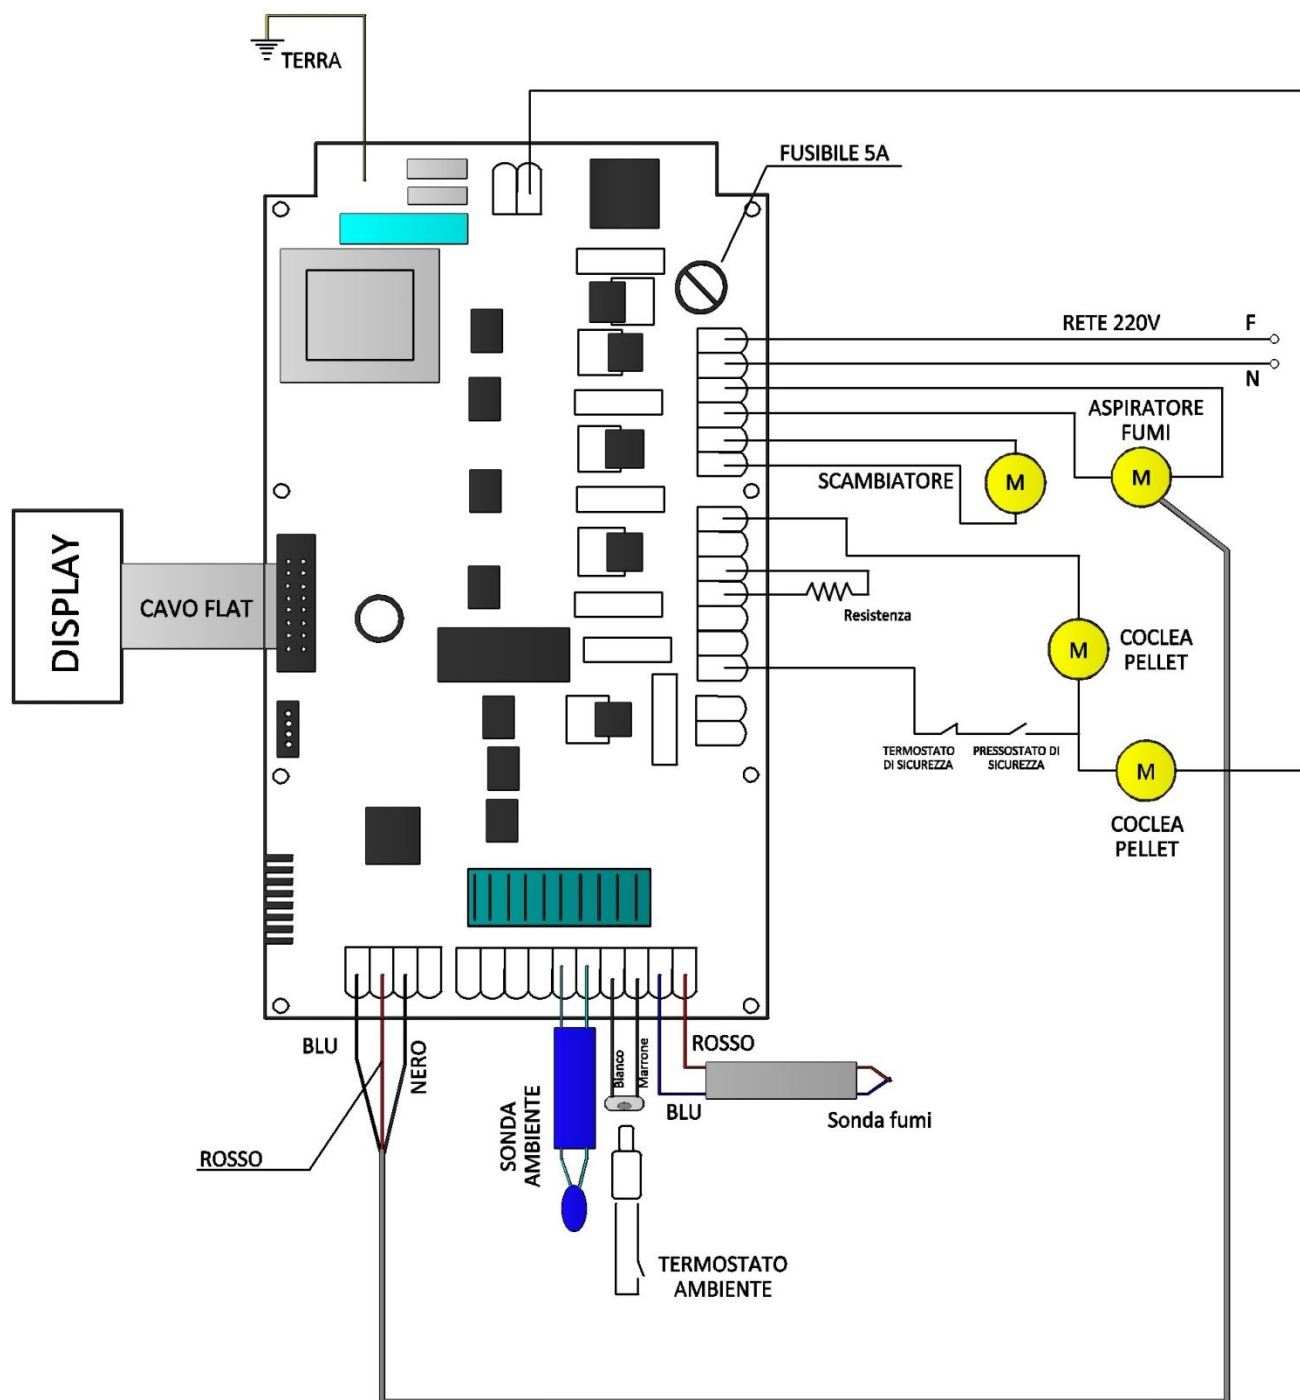 TERRA
FUSIBILE 5A
RETE 220V
F
N
ASPIRATORE
FUMI
M
SCAMBIATORE
M
DISPLAY
CAVO FLAT
Resistenza
M
COCLEA
PELLET
TERMOSTATO
DI SICUREZZA
PRESSOSTATO DI
SICUREZZA
M
COCLEA
PELLET
BLU
NERO
ROSSO
SONDA
AMBIENTE
Bianco
Marrone
ROSSO
BLU
Sonda fumi
TERMOSTATO
AMBIENTE